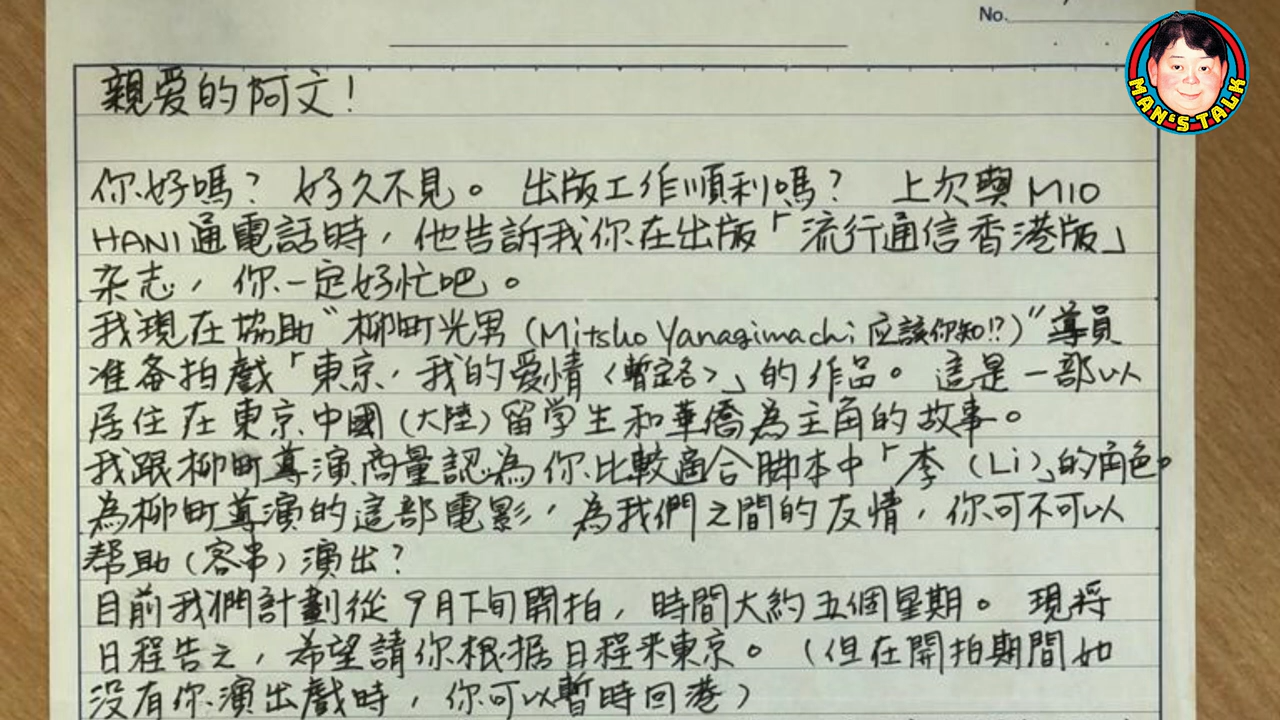 No.
MAN'S TALK
親爱的阿文!
你好嗎? 好久不見。 出版工作順利嗎? 上次與MIO
HANI通電話時,他告訴我你在出版「流行通信香港版」
杂志,你一定好忙吧。
我現在協助“柳町光男(Mitsuo Yanagimachi 应該你知!?)”導員
准备拍戲「東京,我的爱情〈暫定名〉」的作品。這是一部以
居住在東京中國(大陸)留学生和華僑為主角的故事。
我跟柳町導演商量認為你比較適合脚本中「李(Li)」的角色。
為柳町導演的這部電影,為我們之間的友情,你可不可以
帮助(客串)演出?
目前我們計劃從9月下旬開拍,時間大約五個星期。現將
日程告之,希望請你根据日程来東京。(但在開拍期間如
没有你演出戲時,你可以暫時回港)